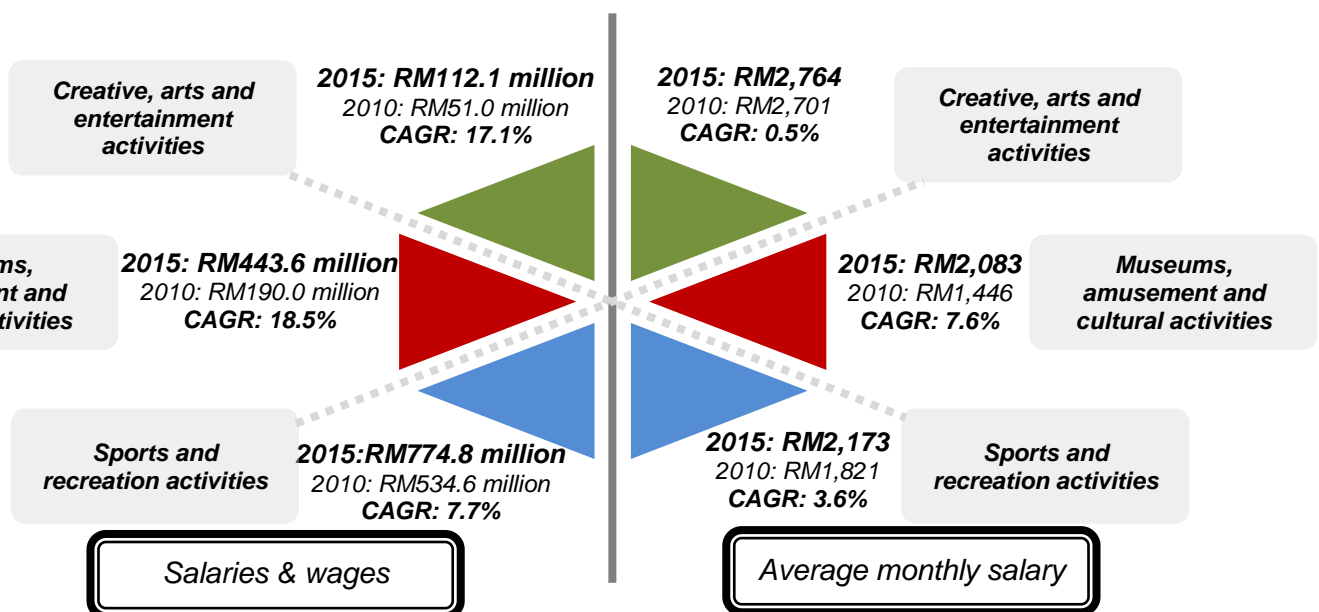 Creative, arts and
entertainment
activities
2015: RM112.1 million
2010: RM51.0 million
CAGR: 17.1%
2015: RM2,764
2010: RM2,701
CAGR: 0.5%
Creative, arts and
entertainment
activities
and
2015: RM443.6 million
2010: RM190.0 million
CAGR: 18.5%
2015: RM2,083
2010: RM1,446
CAGR: 7.6%
Museums,
amusement and
cultural activities
Sports and
recreation activities
2015:RM774.8 million
2010: RM534.6 million
CAGR: 7.7%
2015: RM2,173
2010: RM1,821
CAGR: 3.6%
Sports and
recreation activities
Salaries & wages
Average monthly salary